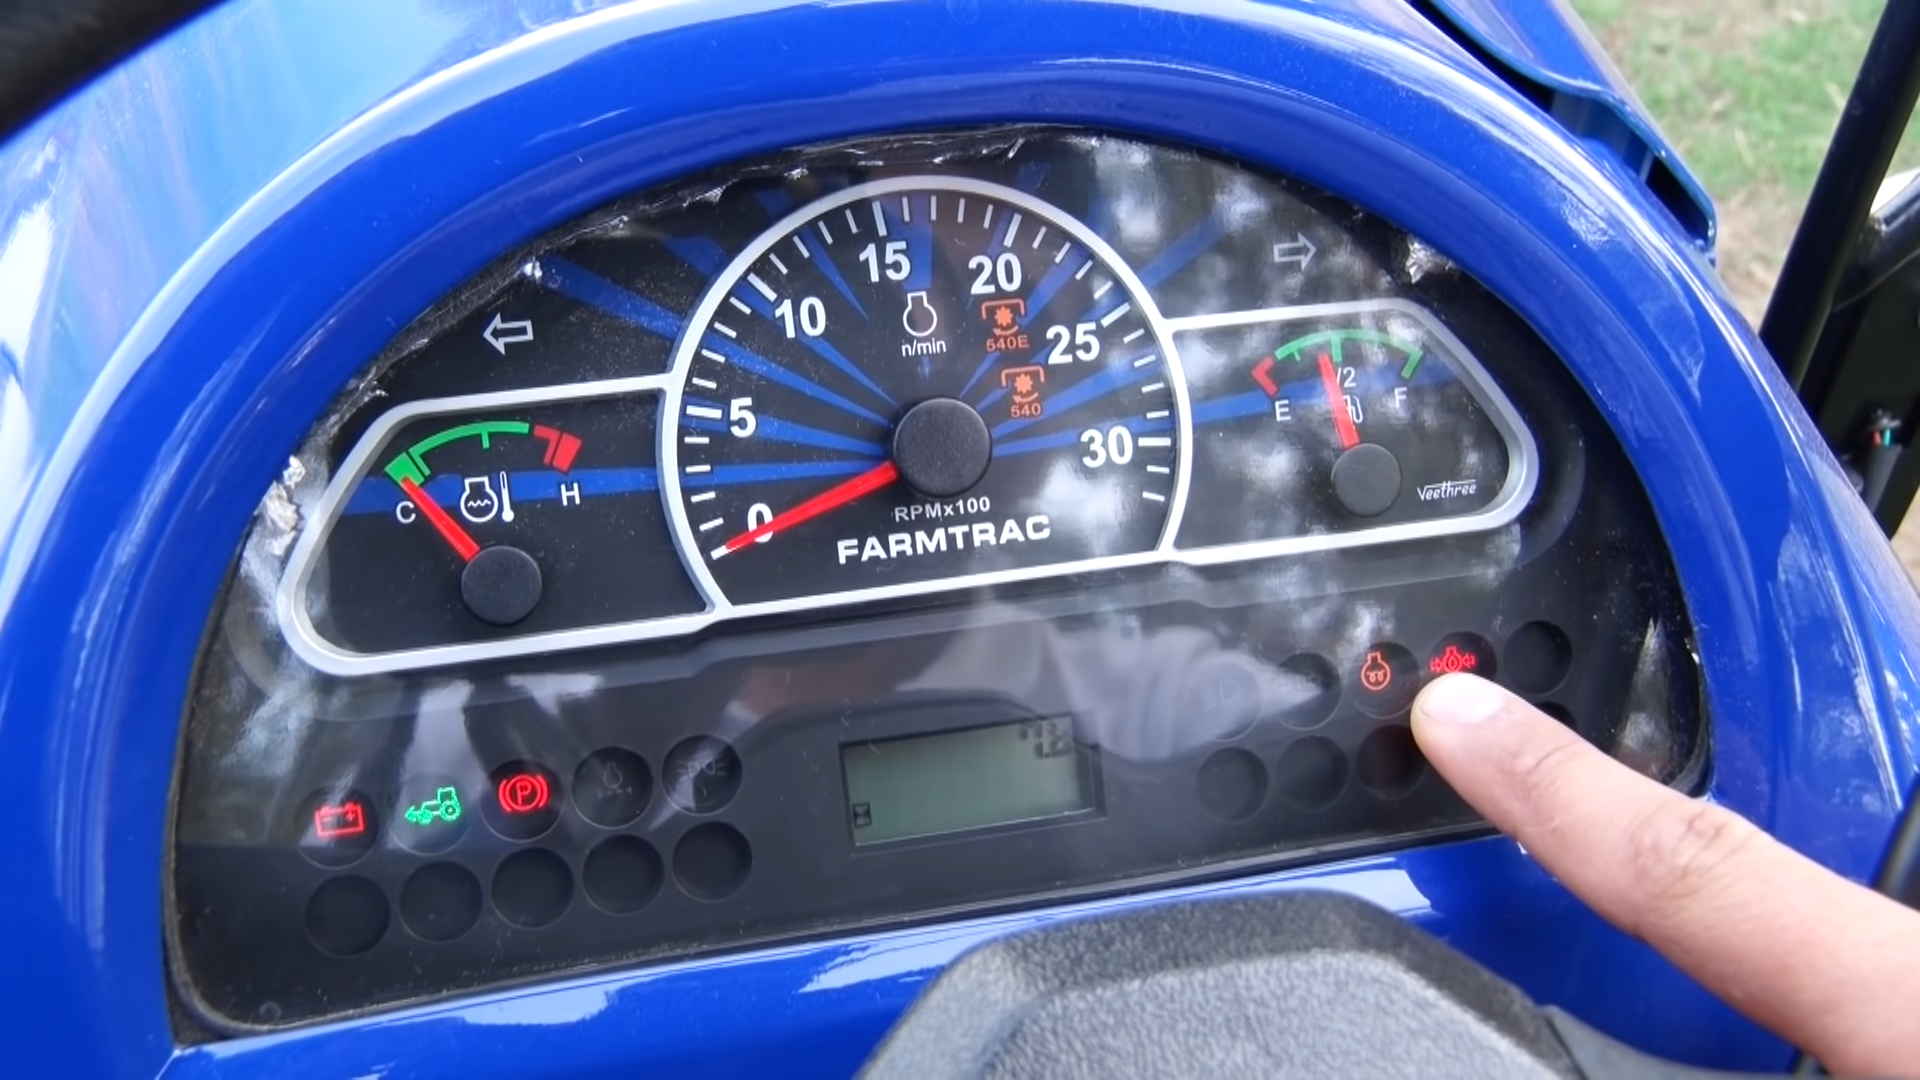 15
20
10
n/min
540E
25
5
540
1/2
E
F
30
C
H
0
RPMx100
FARMTRAC
Veethree
P